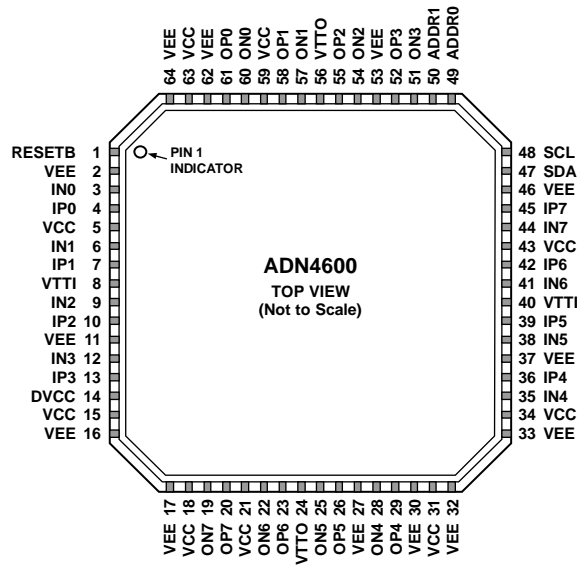 64 VEE
63 VCC
62 VEE
61 OP0
60 ON0
59 VCC
58 OP1
57 ON1
56 VTTO
55 OP2
54 ON2
53 VEE
52 OP3
51 ON3
50 ADDR1
49 ADDR0
RESETB 1
VEE 2
IN0 3
IP0 4
VCC 5
IN1 6
IP1 7
VTTI 8
IN2 9
IP2 10
VEE 11
IN3 12
IP3 13
DVCC 14
VCC 15
VEE 16
PIN 1
INDICATOR
ADN4600
TOP VIEW
(Not to Scale)
48 SCL
47 SDA
46 VEE
45 IP7
44 IN7
43 VCC
42 IP6
41 IN6
40 VTTI
39 IP5
38 IN5
37 VEE
36 IP4
35 IN4
34 VCC
33 VEE
VEE 17
VCC 18
ON7 19
OP7 20
VCC 21
ON6 22
OP6 23
VTTO 24
ON5 25
OP5 26
VEE 27
ON4 28
OP4 29
VEE 30
VCC 31
VEE 32